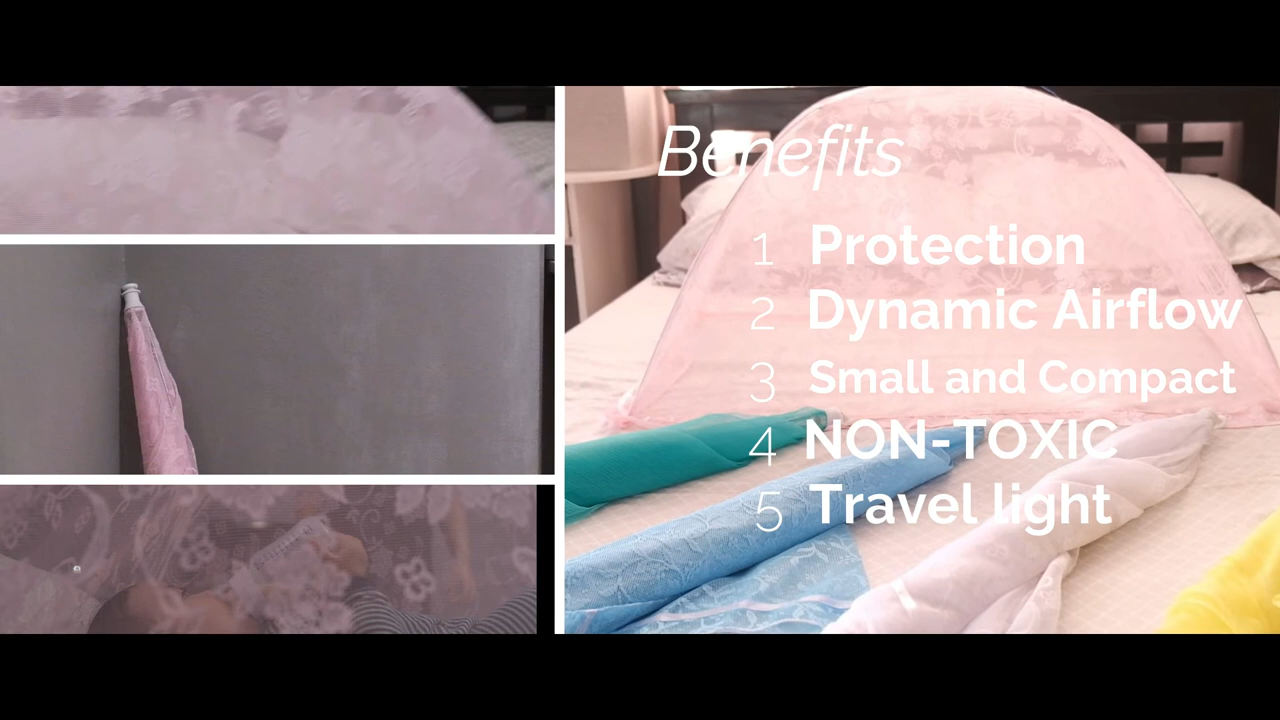 Benefits
1 Protection
2 Dynamic Airflow
3 Small and Compact
4 NON-TOXIC
5 Travel light